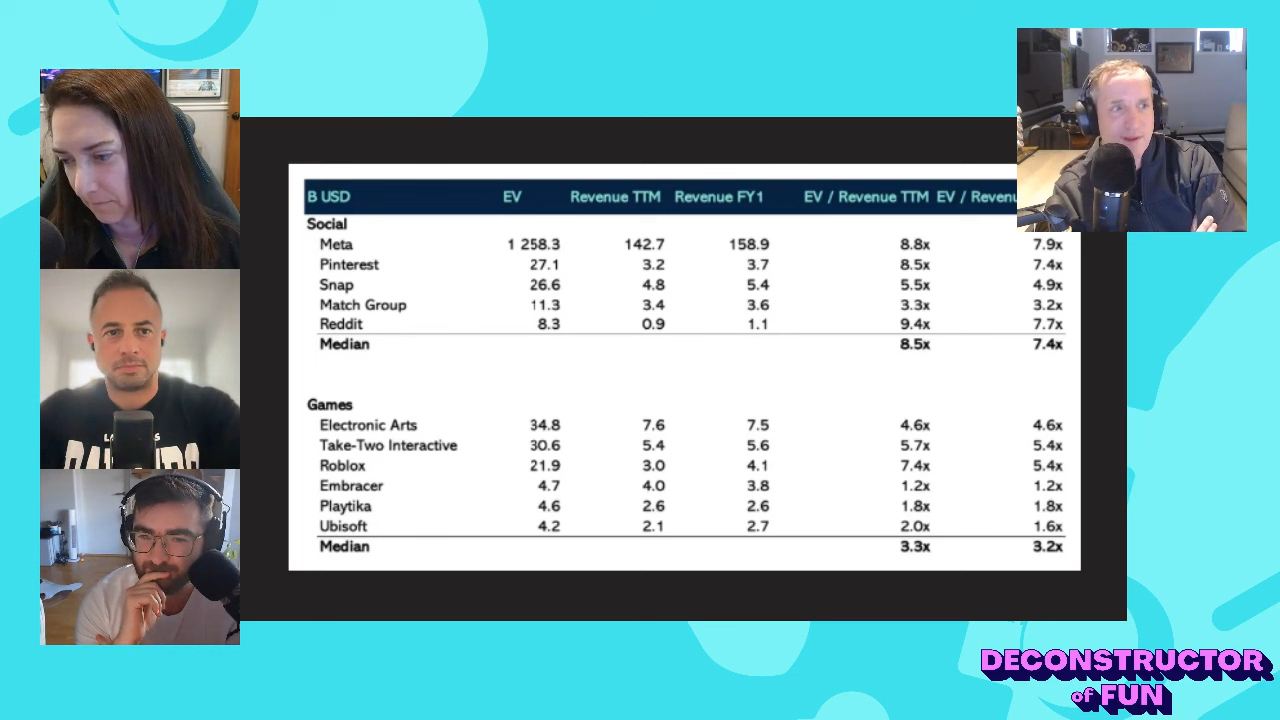 B USD EV Revenue TTM Revenue FY1 EV / Revenue TTM EV / Revenu
Social
Meta 1 258.3 142.7 158.9 8.8x 7.9x
Pinterest 27.1 3.2 3.7 8.5x 7.4x
Snap 26.6 4.8 5.4 5.5x 4.9x
Match Group 11.3 3.4 3.6 3.3x 3.2x
Reddit 8.3 0.9 1.1 9.4x 7.7x
Median 8.5x 7.4x
Games
Electronic Arts 34.8 7.6 7.5 4.6x 4.6x
Take-Two Interactive 30.6 5.4 5.6 5.7x 5.4x
Roblox 21.9 3.0 4.1 7.4x 5.4x
Embracer 4.7 4.0 3.8 1.2x 1.2x
Playtika 4.6 2.6 2.6 1.8x 1.8x
Ubisoft 4.2 2.1 2.7 2.0x 1.6x
Median 3.3x 3.2x
DECONSTRUCTOR
of FUN